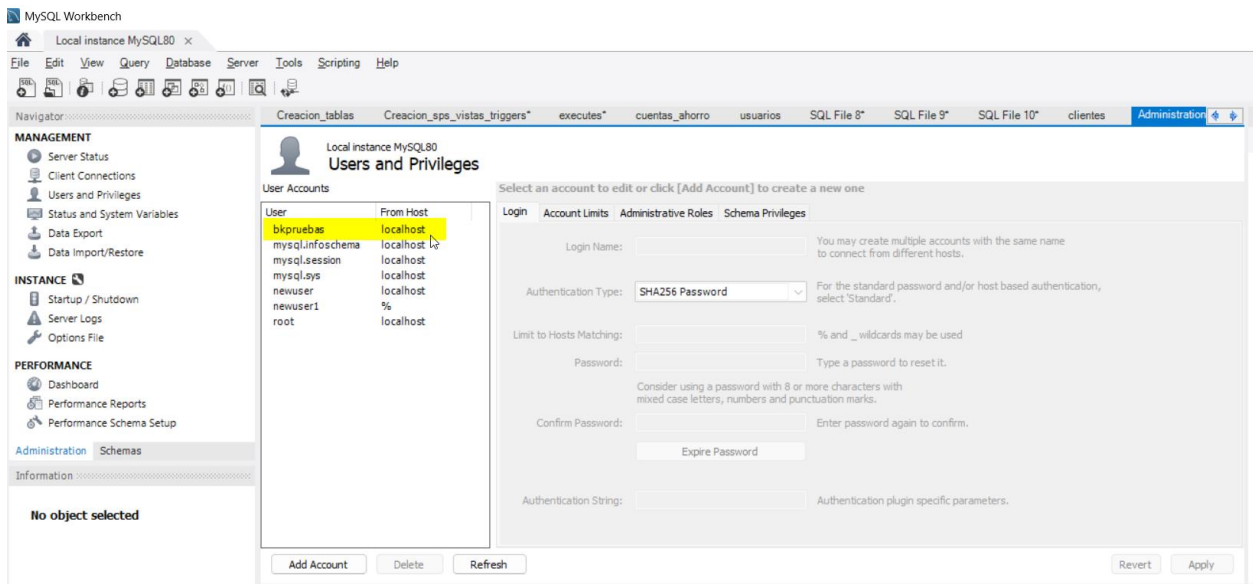 MySQL Workbench
Local instance MySQL80
File Edit View Query Database Server Tools Scripting Help
Navigator
MANAGEMENT
Server Status
Client Connections
Users and Privileges
Status and System Variables
Data Export
Data Import/Restore
INSTANCE
Startup / Shutdown
Server Logs
Options File
PERFORMANCE
Dashboard
Performance Reports
Performance Schema Setup
Administration Schemas
Information
No object selected
Creacion_tablas Creacion_sps_vistas_triggers* executes* cuentas_ahorro usuarios SQL File 8* SQL File 9* SQL File 10* clientes Administration
Local instance MySQL80
Users and Privileges
User Accounts
User From Host
bkpruebas localhost
mysql.infoschema localhost
mysql.session localhost
mysql.sys localhost
newuser localhost
newuser1 %
root localhost
Add Account Delete Refresh
Select an account to edit or click [Add Account] to create a new one
Login Account Limits Administrative Roles Schema Privileges
Login Name: You may create multiple accounts with the same name
to connect from different hosts.
Authentication Type: SHA256 Password For the standard password and/or host based authentication,
select 'Standard'.
Limit to Hosts Matching: % and _ wildcards may be used
Password: Type a password to reset it.
Consider using a password with 8 or more characters with
mixed case letters, numbers and punctuation marks.
Confirm Password: Enter password again to confirm.
Expire Password
Authentication String: Authentication plugin specific parameters.
Revert Apply